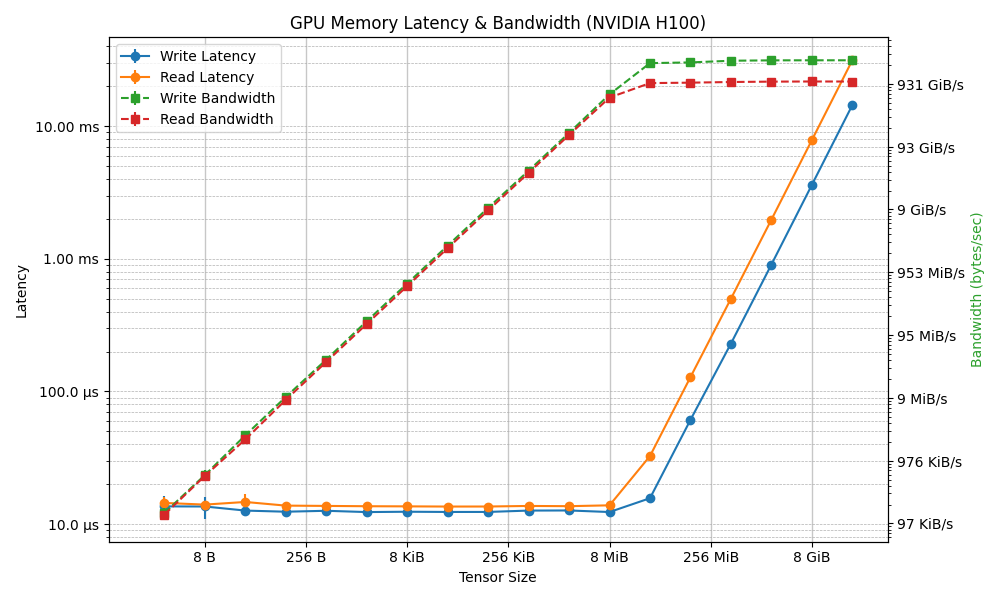 GPU Memory Latency & Bandwidth (NVIDIA H100)
Write Latency
Read Latency
Write Bandwidth
Read Bandwidth
10.00 ms
1.00 ms
100.0 µs
10.0 µs
Latency
931 GiB/s
93 GiB/s
9 GiB/s
953 MiB/s
95 MiB/s
9 MiB/s
976 KiB/s
97 KiB/s
Bandwidth (bytes/sec)
8 B
256 B
8 KiB
256 KiB
8 MiB
256 MiB
8 GiB
Tensor Size